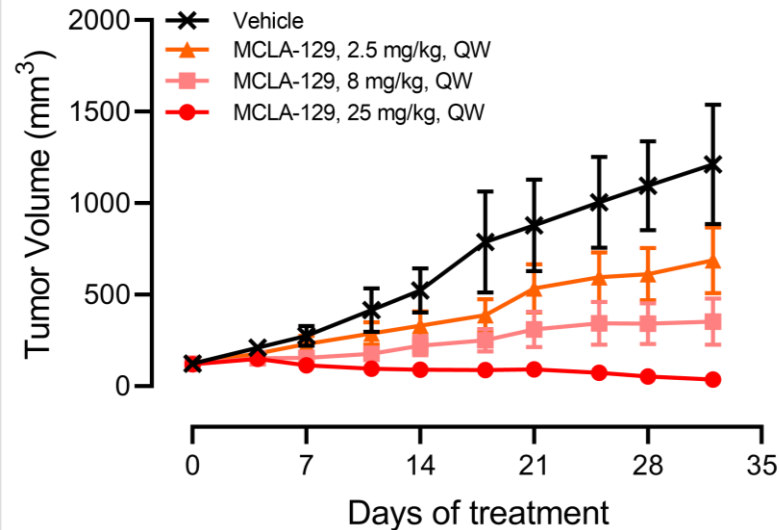 2000
1500
1000
500
0
Tumor Volume (mm³)
Vehicle
MCLA-129, 2.5 mg/kg, QW
MCLA-129, 8 mg/kg, QW
MCLA-129, 25 mg/kg, QW
0 7 14 21 28 35
Days of treatment